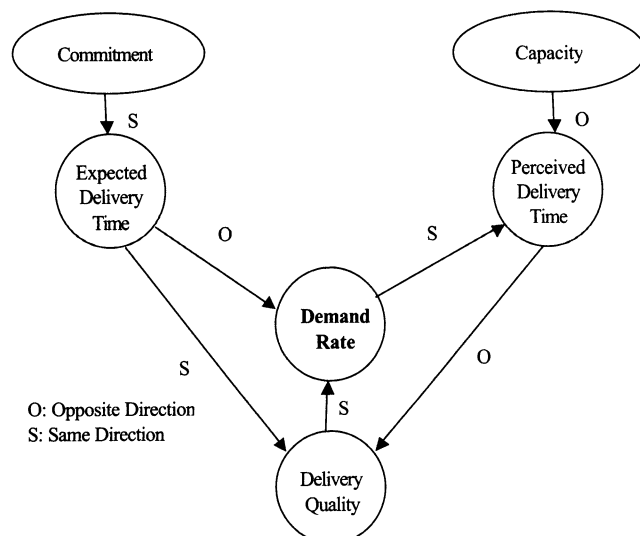 Commitment
Capacity
S
O
Expected
Delivery
Time
Perceived
Delivery
Time
O
S
Demand
Rate
S
O
O: Opposite Direction
S: Same Direction
S
Delivery
Quality